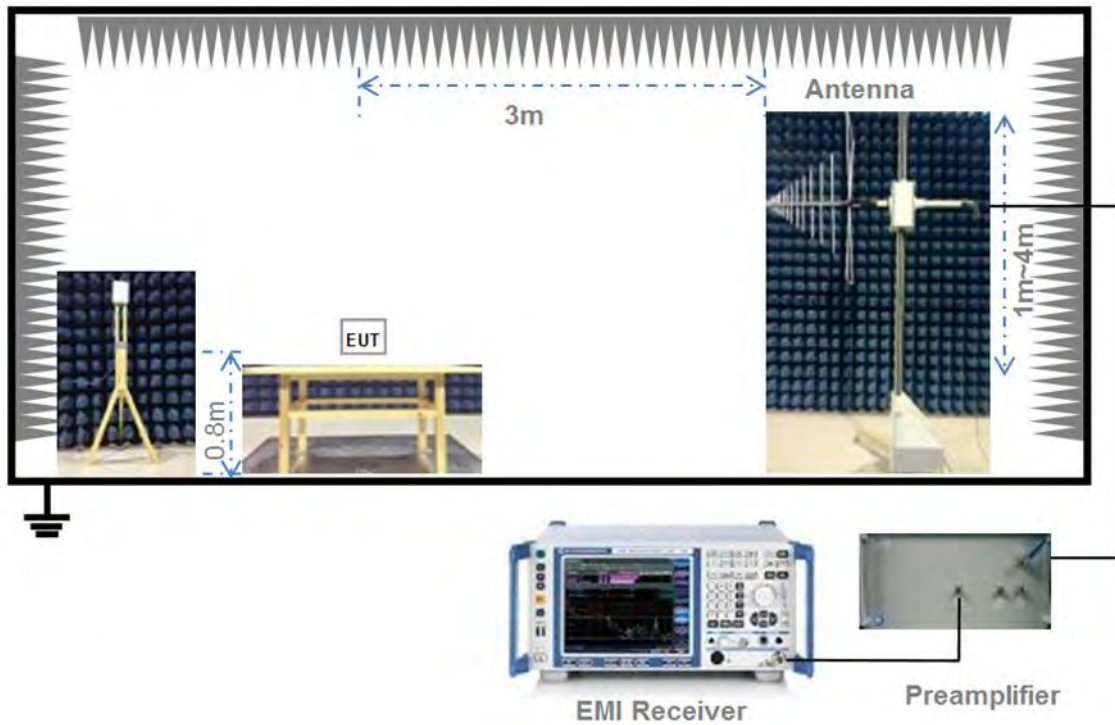 Antenna
3m
1m~4m
EUT
0.8m
EMI Receiver
Preamplifier